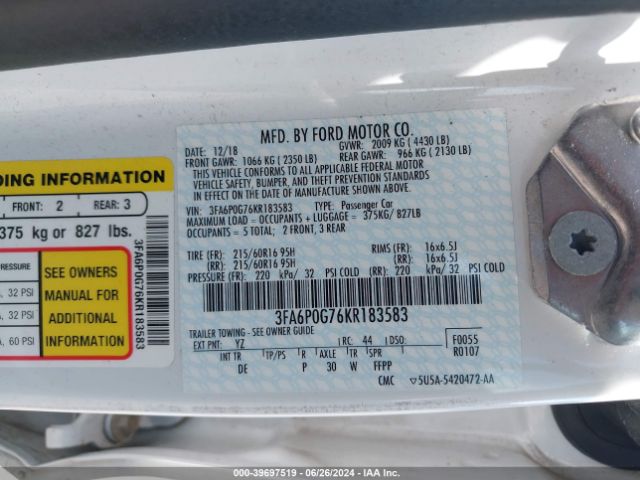 DING INFORMATION
FRONT: 2 REAR: 3
375 kg or 827 lbs.
PRESSURE
32 PSI
32 PSI
60 PSI
SEE OWNERS
MANUAL FOR
ADDITIONAL
INFORMATION
3FA6P0G76KR183583
MFD. BY FORD MOTOR CO.
DATE: 12/18 GVWR: 2009 KG ( 4430 LB)
FRONT GAWR: 1066 KG ( 2350 LB) REAR GAWR: 966 KG ( 2130 LB)
THIS VEHICLE CONFORMS TO ALL APPLICABLE FEDERAL MOTOR
VEHICLE SAFETY, BUMPER, AND THEFT PREVENTION STANDARDS
IN EFFECT ON THE DATE OF MANUFACTURE SHOWN ABOVE.
VIN: 3FA6P0G76KR183583 TYPE: Passenger Car
MAXIMUM LOAD = OCCUPANTS + LUGGAGE = 375KG/ 827LB
OCCUPANTS = 5 TOTAL; 2 FRONT, 3 REAR
TIRE (FR): 215/60R16 95H RIMS (FR): 16x6.5J
(RR): 215/60R16 95H (RR): 16x6.5J
PRESSURE (FR): 220 kPa/ 32 PSI COLD (RR): 220 kPa/ 32 PSI COLD
3FA6P0G76KR183583
TRAILER TOWING - SEE OWNER GUIDE
EXT PNT: YZ RC: 44 DSO: F0055
INT TR TP/PS R AXLE TR SPR R0107
DE P 30 W FFPP
CMC ▽5U5A-5420472-AA
000-39697519 - 06/26/2024 - IAA Inc.